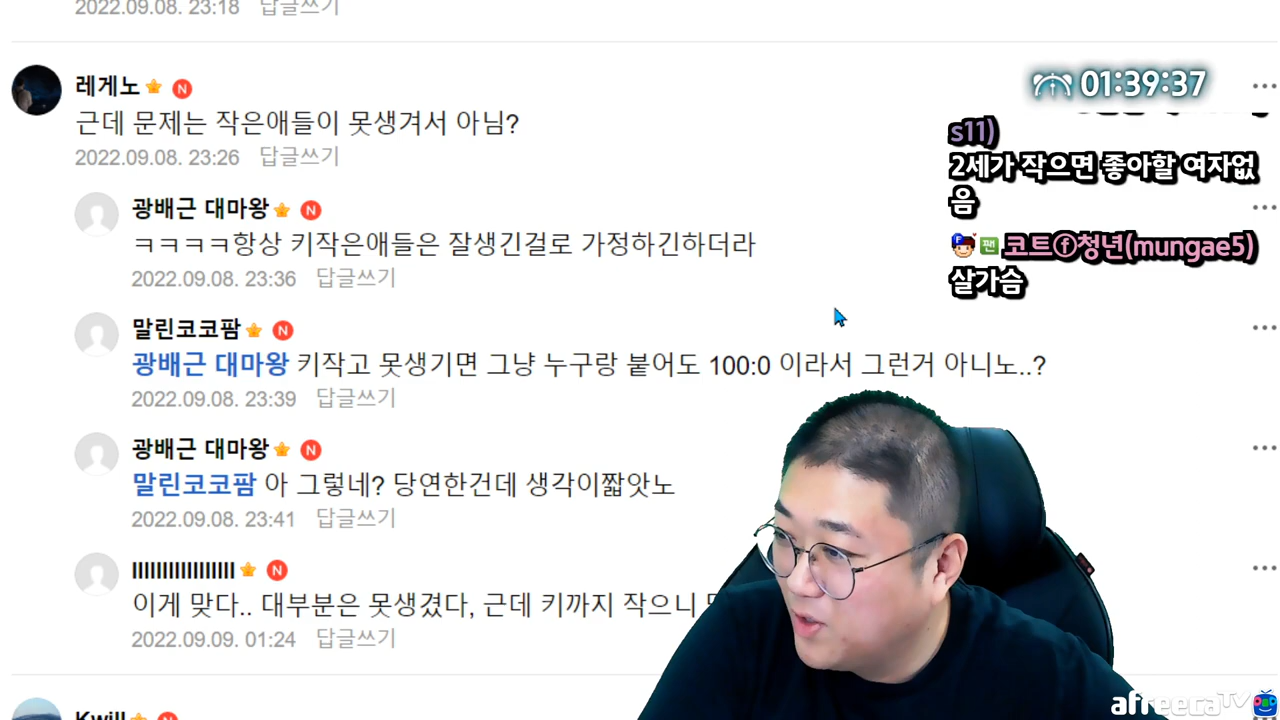 2022.09.08. 23:18 답글쓰기
레게노
근데 문제는 작은애들이 못생겨서 아님?
2022.09.08. 23:26 답글쓰기
광배근 대마왕
ㅋㅋㅋㅋ항상 키작은애들은 잘생긴걸로 가정하긴하더라
2022.09.08. 23:36 답글쓰기
말린코코팜
광배근 대마왕 키작고 못생기면 그냥 누구랑 붙어도 100:0 이라서 그런거 아니노..?
2022.09.08. 23:39 답글쓰기
광배근 대마왕
말린코코팜 아 그렇네? 당연한건데 생각이짧앗노
2022.09.08. 23:41 답글쓰기
lllllllllllllllll
이게 맞다.. 대부분은 못생겼다, 근데 키까지 작으니
2022.09.09. 01:24 답글쓰기
Kwill
01:39:37
s11)
2세가 작으면 좋아할 여자없
음
팬 코트ⓕ청년(mungae5)
살가슴
afreecaTV